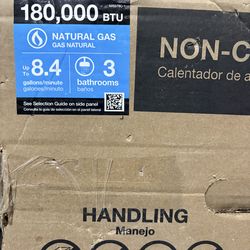 180,000 BTU
NATURAL GAS
GAS NATURAL
Up
To
8.4
gallons/minute
galones/minuto
3
bathrooms
baños
See Selection Guide on side panel
Consulte la guía de selección en el panel lateral
NON-C
Calentador de a
HANDLING
Manejo